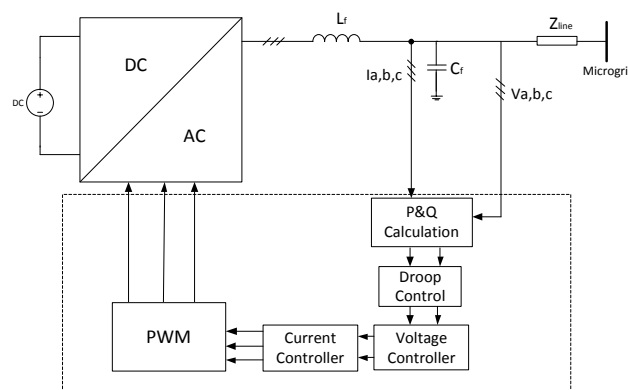 Lf
Zline
DC
Ia,b,c
Cf
Va,b,c
Microgri
DC
+
−
AC
P&Q
Calculation
Droop
Control
PWM
Current
Controller
Voltage
Controller